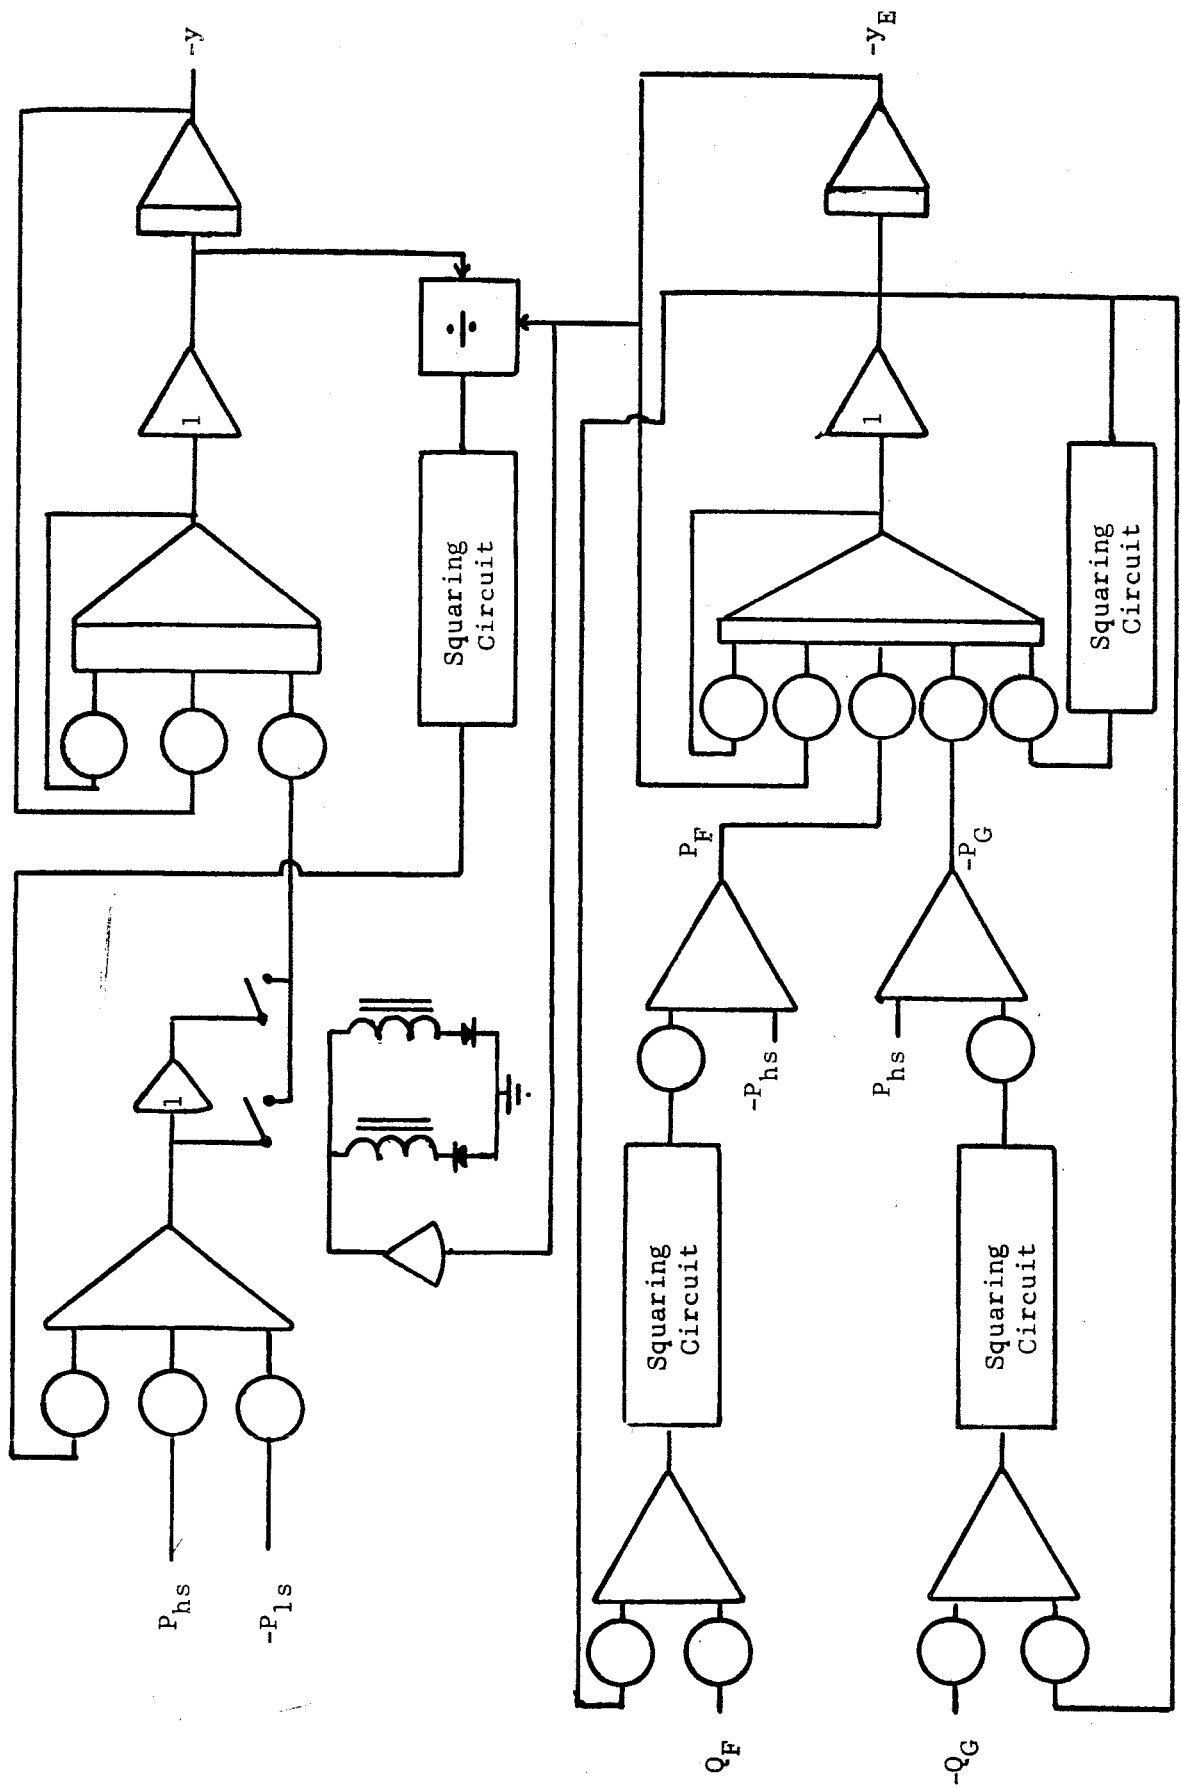 -y
1
÷
Squaring
Circuit
1
P_hs
-P_ls
-y_E
1
Squaring
Circuit
P_F
-P_G
-P_hs
P_hs
Squaring
Circuit
Squaring
Circuit
Q_F
-Q_G